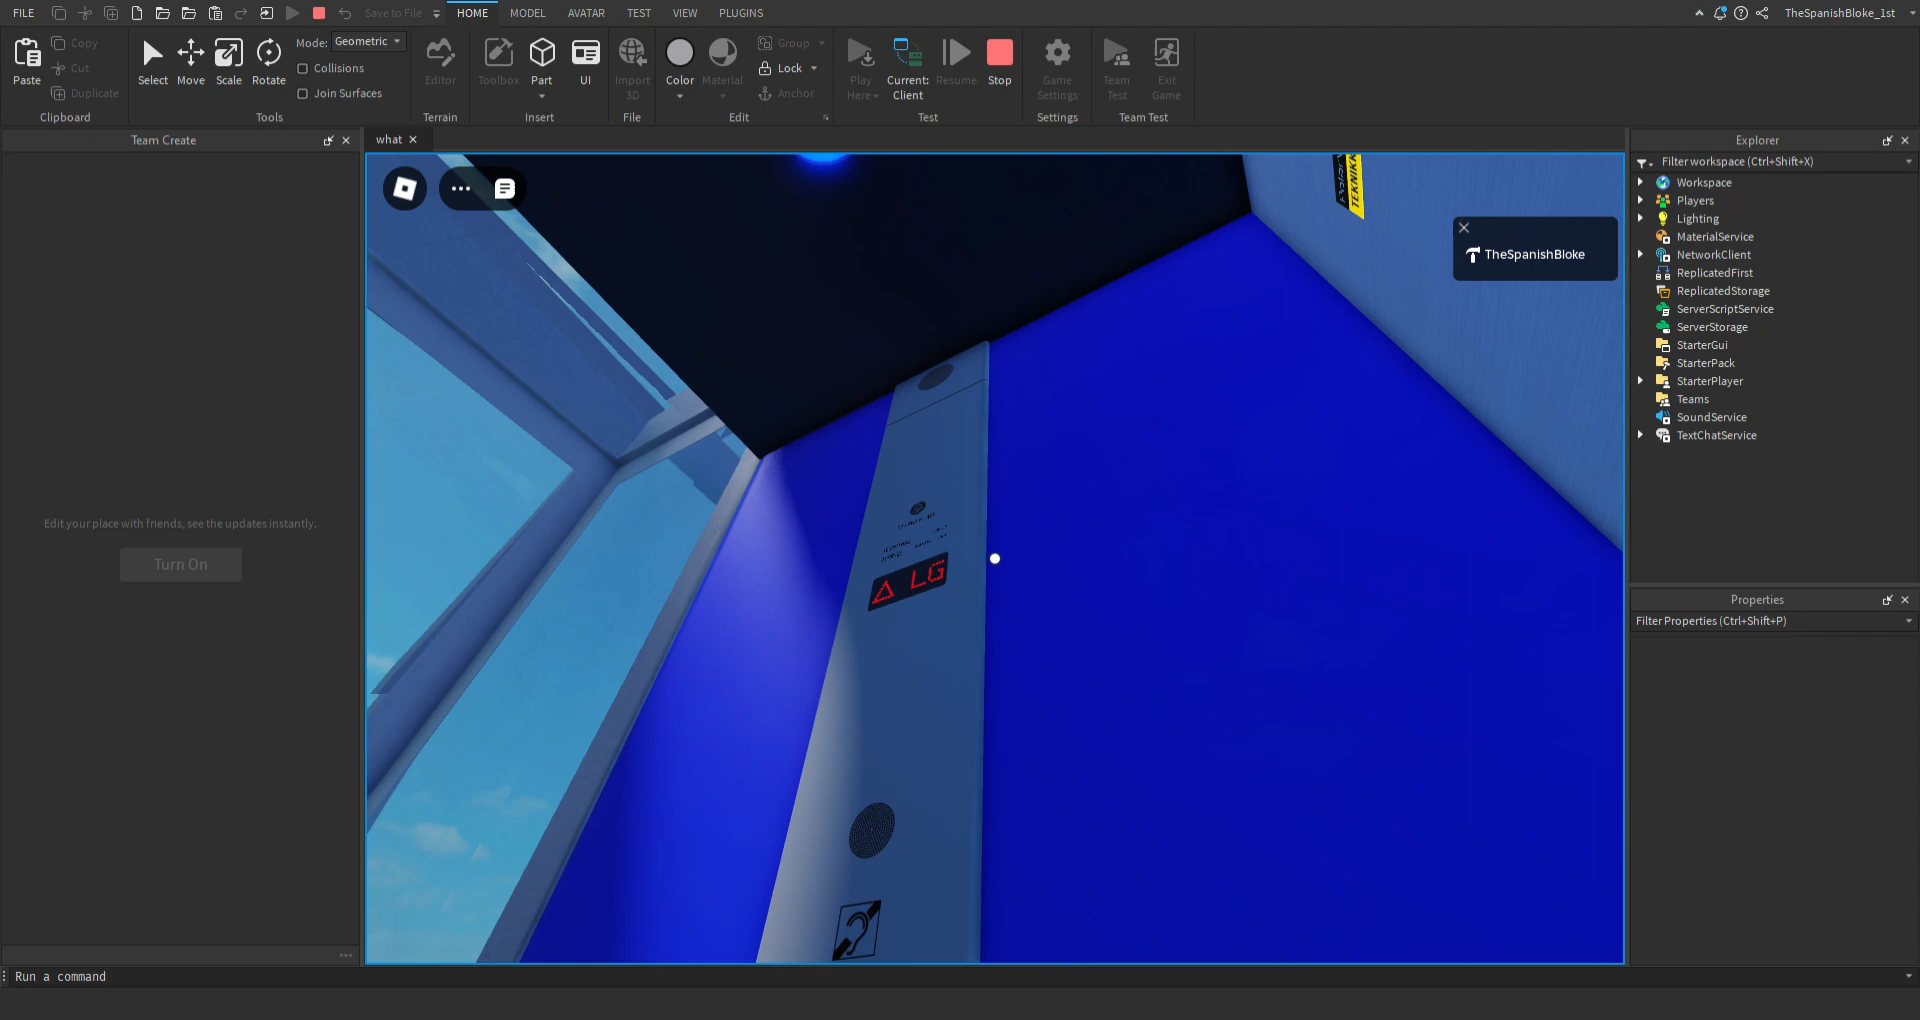 FILE
Save to File
HOME
MODEL
AVATAR
TEST
VIEW
PLUGINS
TheSpanishBloke_1st
Paste
Copy
Cut
Duplicate
Clipboard
Select
Move
Scale
Rotate
Mode: Geometric
Collisions
Join Surfaces
Tools
Editor
Terrain
Toolbox
Part
UI
Insert
Import
3D
File
Color
Material
Group
Lock
Anchor
Edit
Play
Here
Current:
Client
Resume
Stop
Test
Game
Settings
Settings
Team
Test
Exit
Game
Team Test
Team Create
Edit your place with friends, see the updates instantly.
Turn On
what
TEKNIKK
TheSpanishBloke
LG
Explorer
Filter workspace (Ctrl+Shift+X)
Workspace
Players
Lighting
MaterialService
NetworkClient
ReplicatedFirst
ReplicatedStorage
ServerScriptService
ServerStorage
StarterGui
StarterPack
StarterPlayer
Teams
SoundService
TextChatService
Properties
Filter Properties (Ctrl+Shift+P)
Run a command